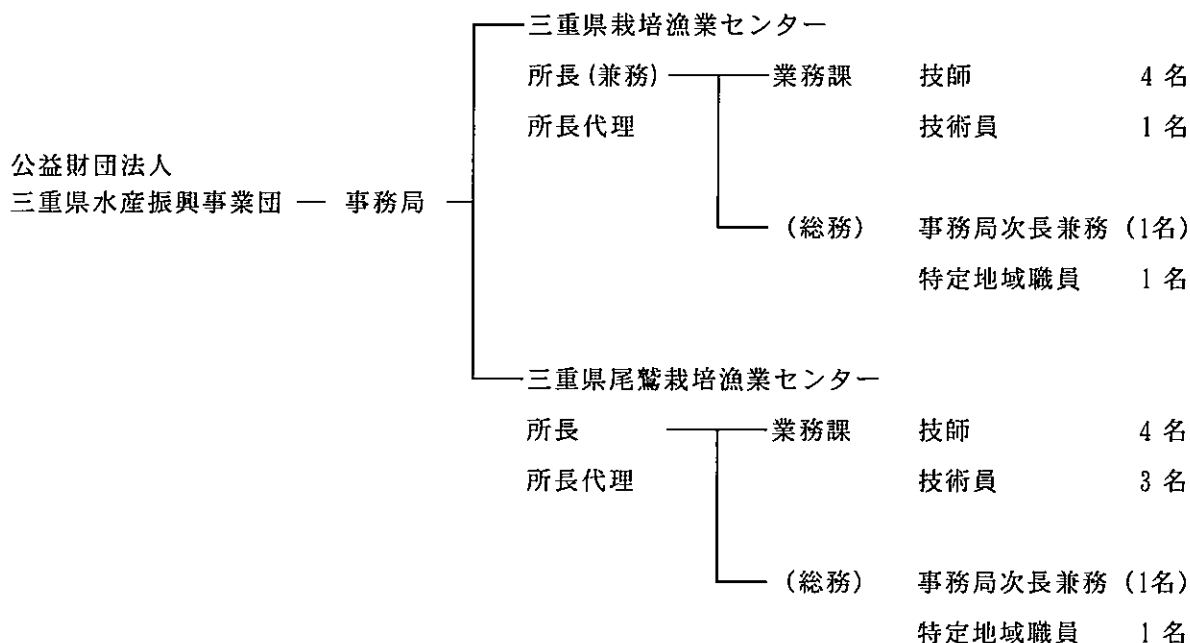 三重県栽培漁業センター
所長(兼務) 業務課 技師 4 名
所長代理 技術員 1 名
公益財団法人
三重県水産振興事業団 ― 事務局
(総務) 事務局次長兼務 (1名)
特定地域職員 1 名
三重県尾鷲栽培漁業センター
所長 業務課 技師 4 名
所長代理 技術員 3 名
(総務) 事務局次長兼務 (1名)
特定地域職員 1 名